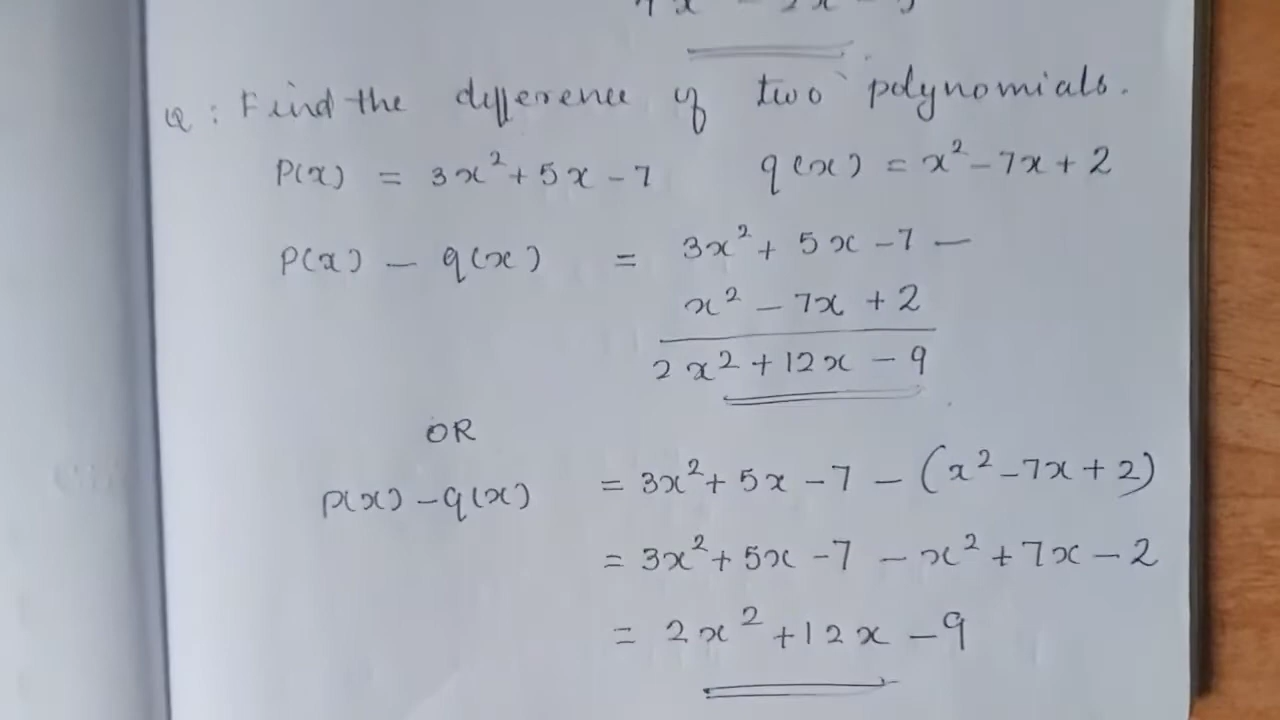 Q : Find the difference of two polynomials.
P(x) = 3x² + 5x - 7 q(x) = x² - 7x + 2
P(x) - q(x) = 3x² + 5x - 7 -
x² - 7x + 2
2x² + 12x - 9
OR
p(x) - q(x) = 3x² + 5x - 7 - (x² - 7x + 2)
= 3x² + 5x - 7 - x² + 7x - 2
= 2x² + 12x - 9